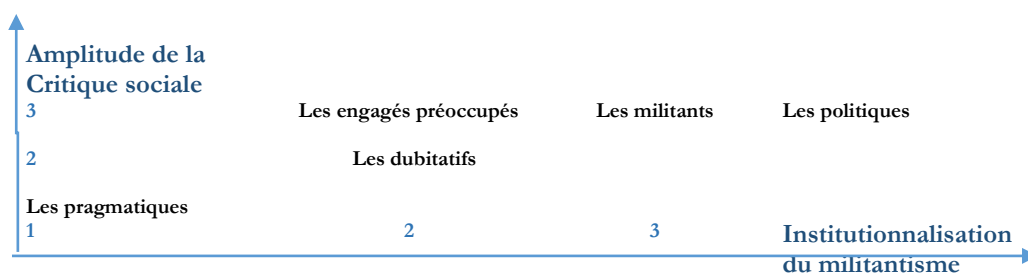 Amplitude de la
Critique sociale
3 Les engagés préoccupés Les militants Les politiques
2 Les dubitatifs
Les pragmatiques
1 2 3 Institutionnalisation
du militantisme